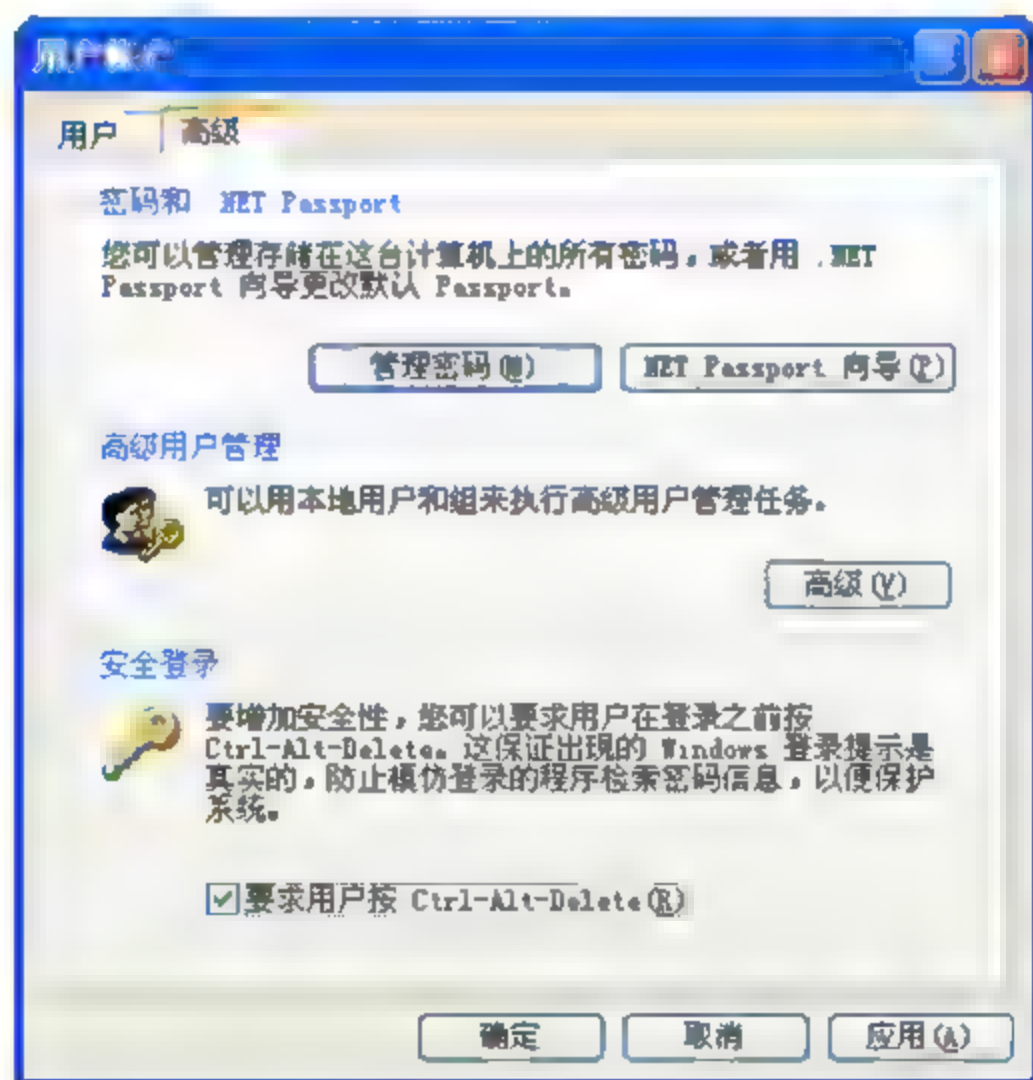 用户账户
用户 高级
密码和 .NET Passport
您可以管理存储在这台计算机上的所有密码，或者用 .NET
Passport 向导更改默认 Passport。
管理密码(M) .NET Passport 向导(P)
高级用户管理
可以用本地用户和组来执行高级用户管理任务。
高级(V)
安全登录
要增加安全性，您可以要求用户在登录之前按
Ctrl-Alt-Delete。这保证出现的 Windows 登录提示是
真实的，防止模仿登录的程序检索密码信息，以便保护
系统。
要求用户按 Ctrl-Alt-Delete(R)
确定 取消 应用(A)